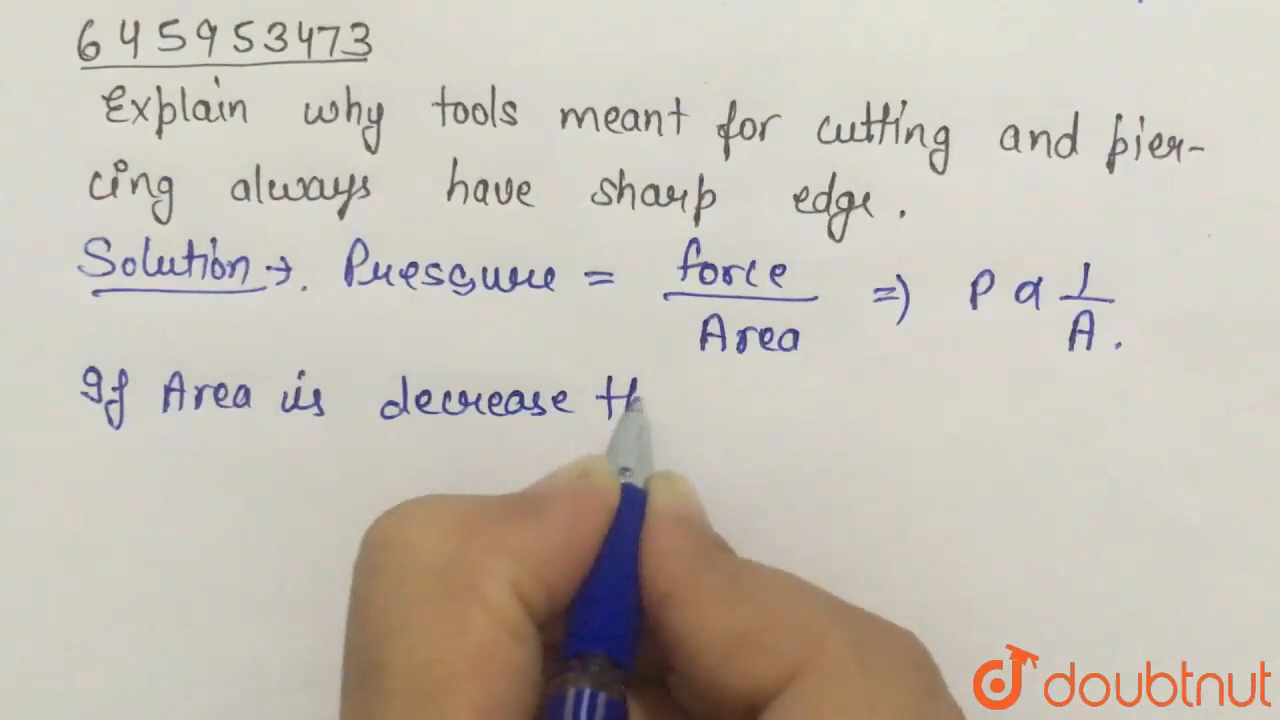 645953473
Explain why tools meant for cutting and pier-
cing always have sharp edge.
Solution →. Pressure = force / Area ⇒ P α 1 / A.
If Area is decrease th
doubtnut